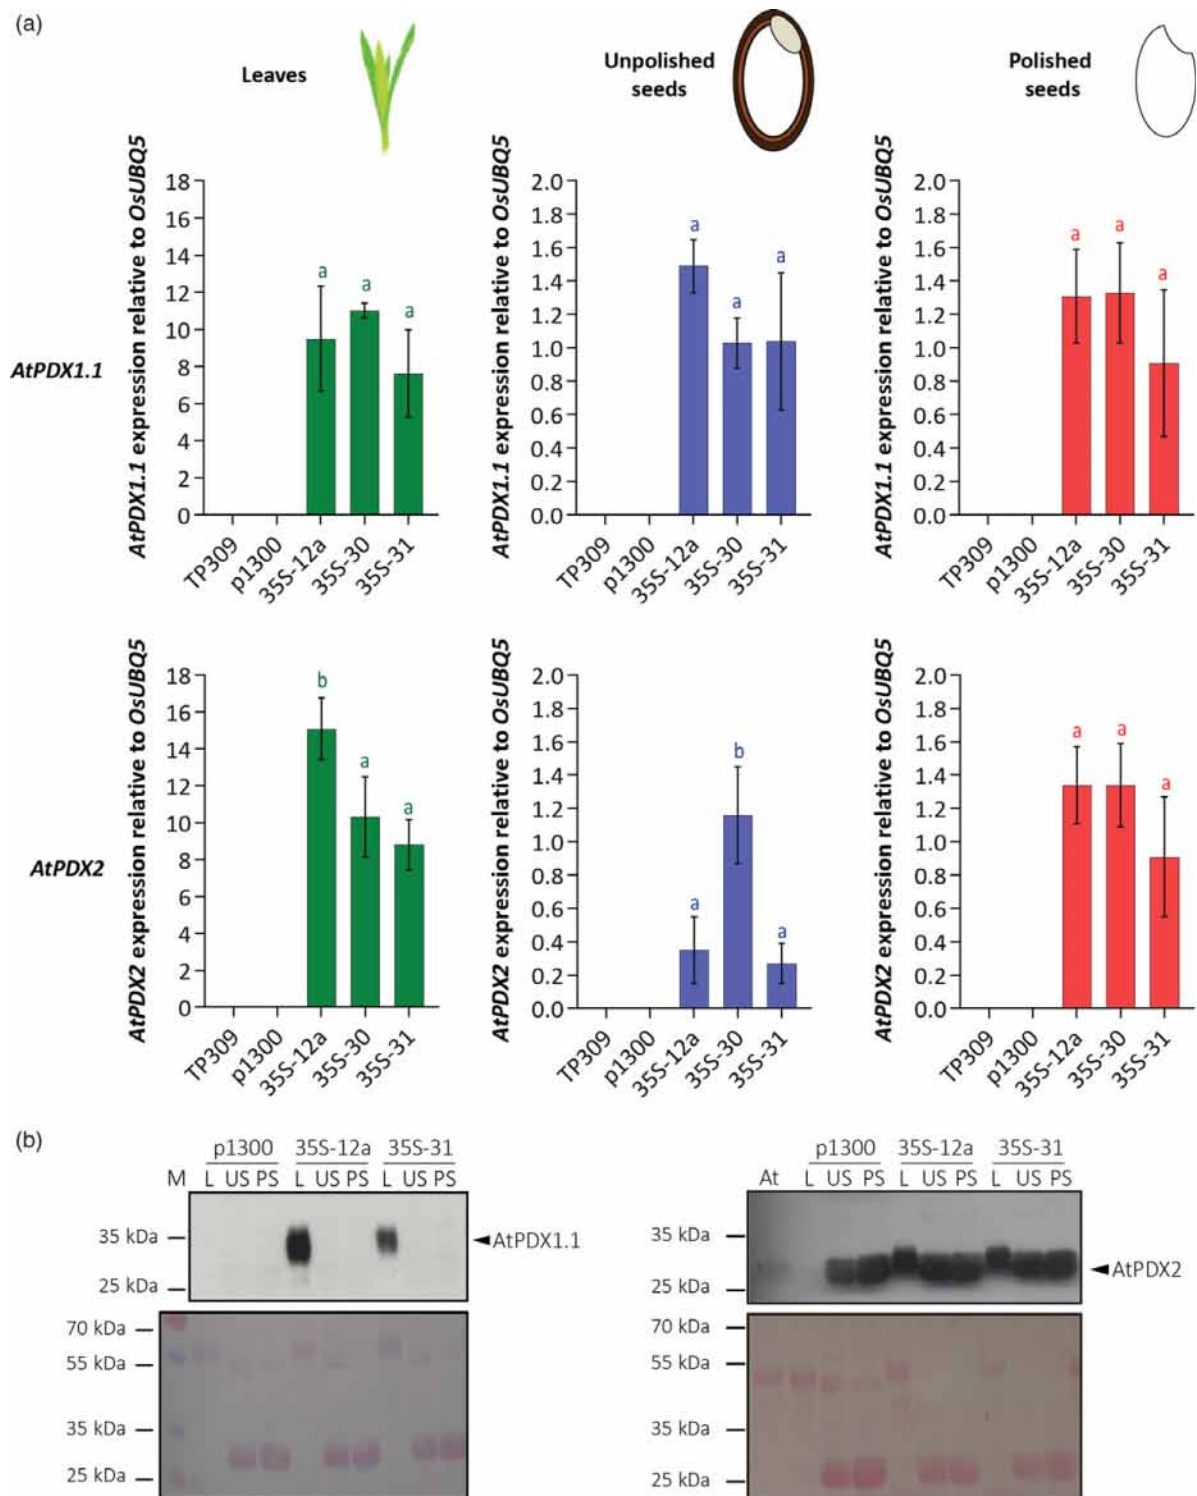 (a)
Leaves
Unpolished
seeds
Polished
seeds
AtPDX1.1
AtPDX1.1 expression relative to OsUBQ5
18
16
14
12
10
8
6
4
2
0
a
a
a
TP309
p1300
35S-12a
35S-30
35S-31
AtPDX1.1 expression relative to OsUBQ5
2.0
1.8
1.6
1.4
1.2
1.0
0.8
0.6
0.4
0.2
0.0
a
a
a
TP309
p1300
35S-12a
35S-30
35S-31
AtPDX1.1 expression relative to OsUBQ5
2.0
1.8
1.6
1.4
1.2
1.0
0.8
0.6
0.4
0.2
0.0
a
a
a
TP309
p1300
35S-12a
35S-30
35S-31
AtPDX2
AtPDX2 expression relative to OsUBQ5
18
16
14
12
10
8
6
4
2
0
b
a
a
TP309
p1300
35S-12a
35S-30
35S-31
AtPDX2 expression relative to OsUBQ5
2.0
1.8
1.6
1.4
1.2
1.0
0.8
0.6
0.4
0.2
0.0
a
b
a
TP309
p1300
35S-12a
35S-30
35S-31
AtPDX2 expression relative to OsUBQ5
2.0
1.8
1.6
1.4
1.2
1.0
0.8
0.6
0.4
0.2
0.0
a
a
a
TP309
p1300
35S-12a
35S-30
35S-31
(b)
p1300 35S-12a 35S-31
M L US PS L US PS L US PS
35 kDa
25 kDa
AtPDX1.1
70 kDa
55 kDa
35 kDa
25 kDa
p1300 35S-12a 35S-31
At L US PS L US PS L US PS
35 kDa
25 kDa
AtPDX2
70 kDa
55 kDa
35 kDa
25 kDa